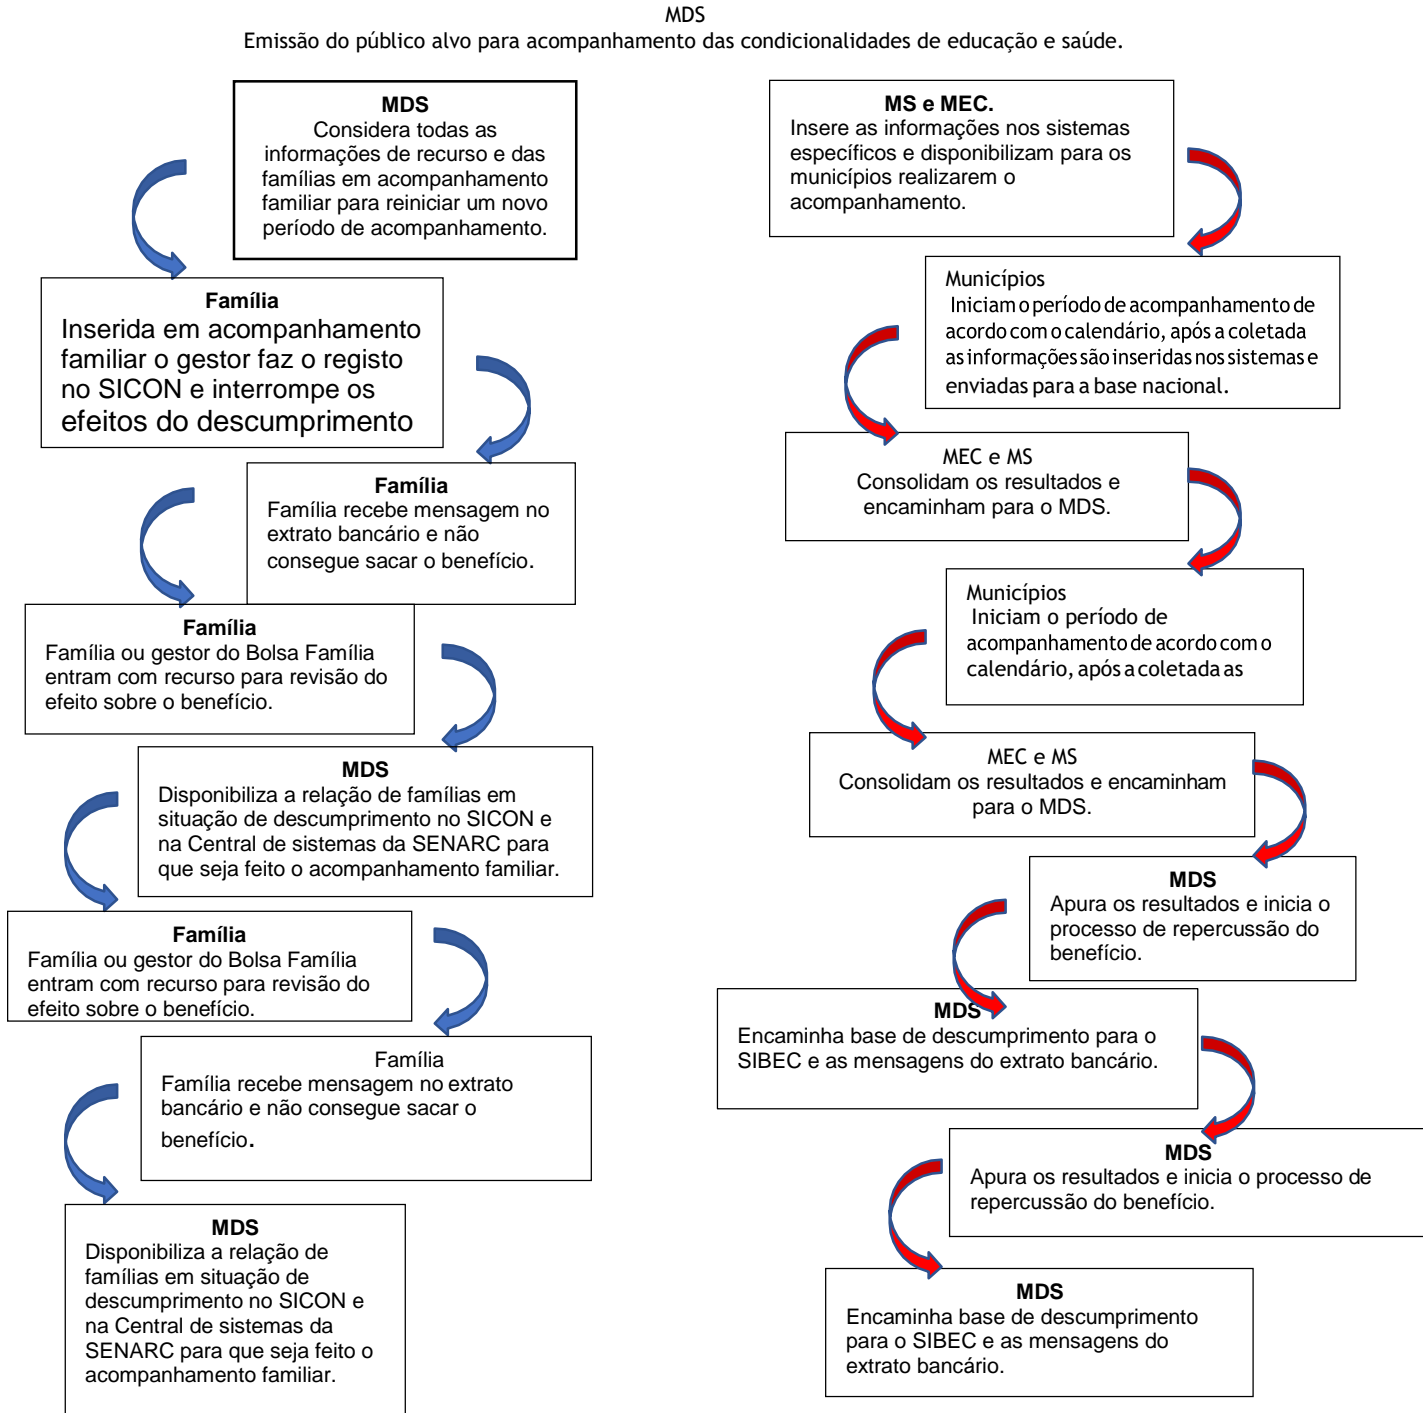 MDS
Emissão do público alvo para acompanhamento das condicionalidades de educação e saúde.
MDS
Considera todas as
informações de recurso e das
famílias em acompanhamento
familiar para reiniciar um novo
período de acompanhamento.
Família
Inserida em acompanhamento
familiar o gestor faz o registo
no SICON e interrompe os
efeitos do descumprimento
Família
Família recebe mensagem no
extrato bancário e não
consegue sacar o benefício.
Família
Família ou gestor do Bolsa Família
entram com recurso para revisão do
efeito sobre o benefício.
MDS
Disponibiliza a relação de famílias em
situação de descumprimento no SICON e
na Central de sistemas da SENARC para
que seja feito o acompanhamento familiar.
Família
Família ou gestor do Bolsa Família
entram com recurso para revisão do
efeito sobre o benefício.
Família
Família recebe mensagem no extrato
bancário e não consegue sacar o
benefício.
MDS
Disponibiliza a relação de
famílias em situação de
descumprimento no SICON e
na Central de sistemas da
SENARC para que seja feito o
acompanhamento familiar.
MS e MEC.
Insere as informações nos sistemas
específicos e disponibilizam para os
municípios realizarem o
acompanhamento.
Municípios
Iniciam o período de acompanhamento de
acordo com o calendário, após a coletada
as informações são inseridas nos sistemas e
enviadas para a base nacional.
MEC e MS
Consolidam os resultados e
encaminham para o MDS.
Municípios
Iniciam o período de
acompanhamento de acordo com o
calendário, após a coletada as
MEC e MS
Consolidam os resultados e encaminham
para o MDS.
MDS
Apura os resultados e inicia o
processo de repercussão do
benefício.
MDS
Encaminha base de descumprimento para o
SIBEC e as mensagens do extrato bancário.
MDS
Apura os resultados e inicia o processo de
repercussão do benefício.
MDS
Encaminha base de descumprimento
para o SIBEC e as mensagens do
extrato bancário.